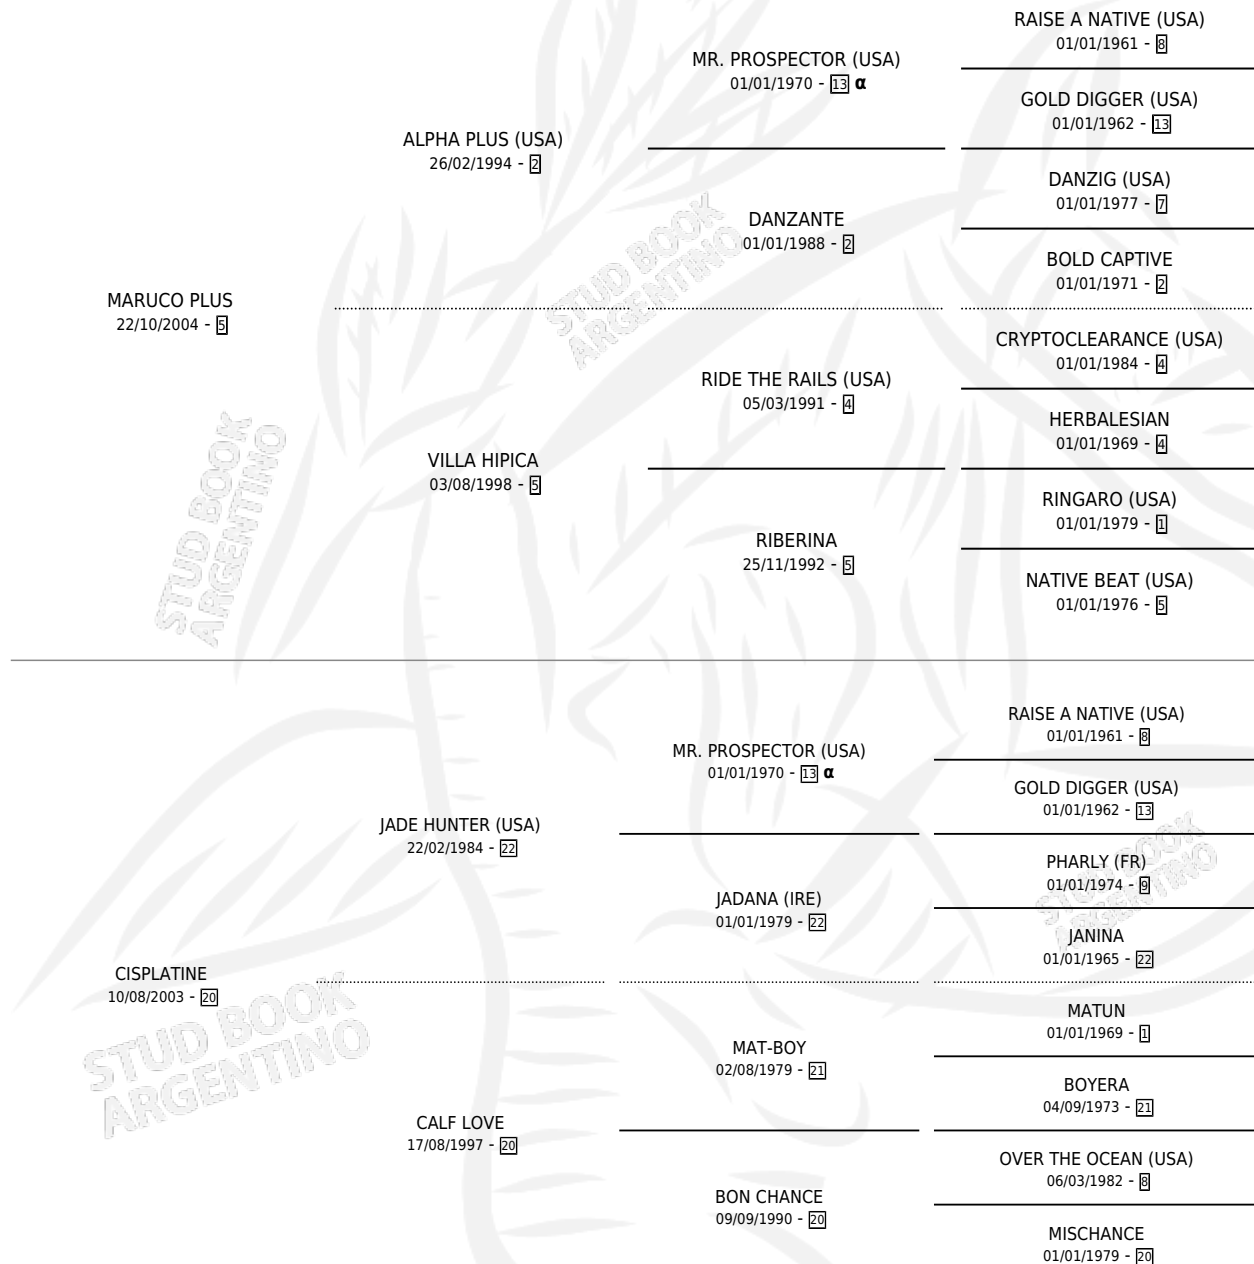 RAISE A NATIVE (USA)
01/01/1961 - 8
MR. PROSPECTOR (USA)
01/01/1970 - 13 α
GOLD DIGGER (USA)
01/01/1962 - 13
ALPHA PLUS (USA)
26/02/1994 - 2
DANZIG (USA)
01/01/1977 - 7
DANZANTE
01/01/1988 - 2
BOLD CAPTIVE
01/01/1971 - 2
MARUCO PLUS
22/10/2004 - 5
STUD BOOK
ARGENTINO
CRYPTOCLEARANCE (USA)
01/01/1984 - 4
RIDE THE RAILS (USA)
05/03/1991 - 4
HERBALESIAN
01/01/1969 - 4
VILLA HIPICA
03/08/1998 - 5
RINGARO (USA)
01/01/1979 - 1
RIBERINA
25/11/1992 - 5
NATIVE BEAT (USA)
01/01/1976 - 5
STUD BOOK
ARGENTINO
RAISE A NATIVE (USA)
01/01/1961 - 8
MR. PROSPECTOR (USA)
01/01/1970 - 13 α
GOLD DIGGER (USA)
01/01/1962 - 13
JADE HUNTER (USA)
22/02/1984 - 22
PHARLY (FR)
01/01/1974 - 9
JADANA (IRE)
01/01/1979 - 22
JANINA
01/01/1965 - 22
STUD BOOK
ARGENTINO
CISPLATINE
10/08/2003 - 20
MATUN
01/01/1969 - 1
MAT-BOY
02/08/1979 - 21
BOYERA
04/09/1973 - 21
CALF LOVE
17/08/1997 - 20
OVER THE OCEAN (USA)
06/03/1982 - 8
BON CHANCE
09/09/1990 - 20
MISCHANCE
01/01/1979 - 20
STUD BOOK
ARGENTINO